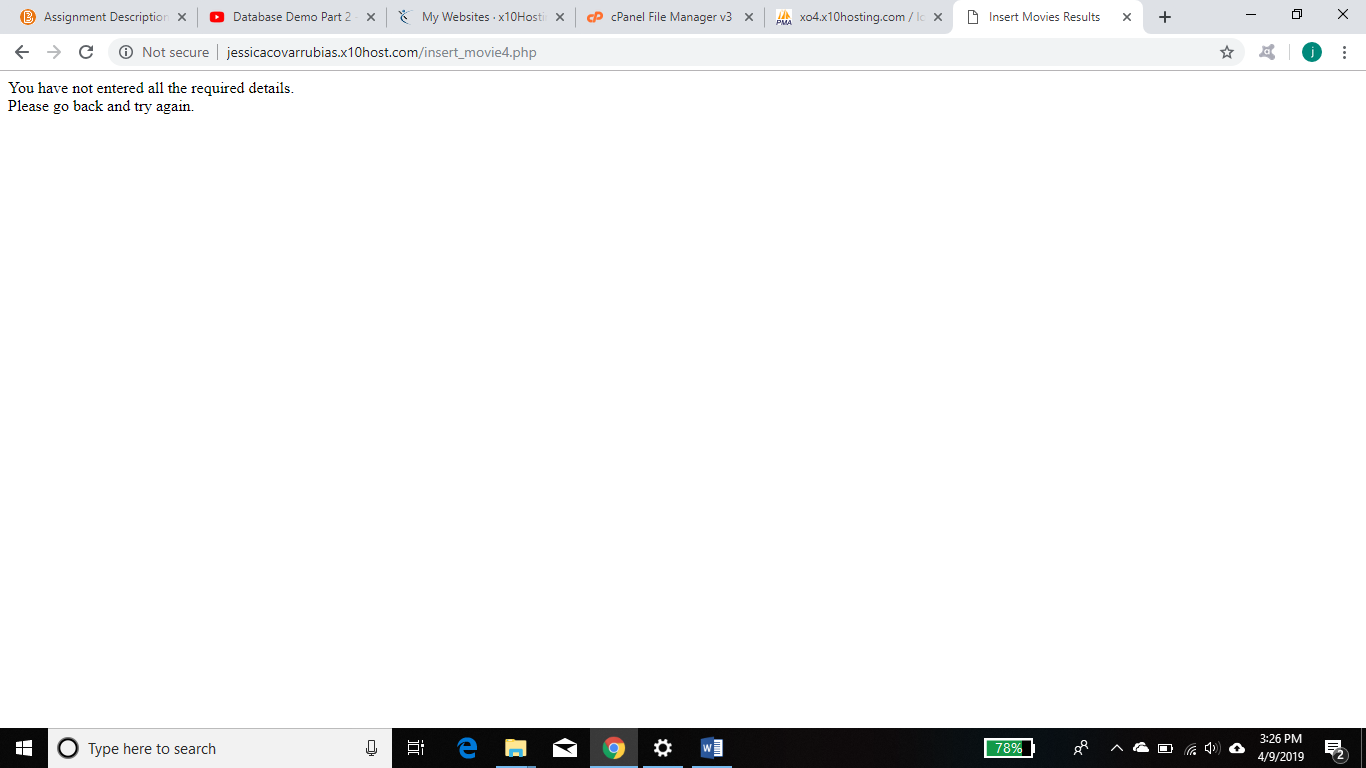 Assignment Description
Database Demo Part 2
My Websites · x10Hosti
cPanel File Manager v3
xo4.x10hosting.com / lc
Insert Movies Results
Not secure
jessicacovarrubias.x10host.com/insert_movie4.php
j
You have not entered all the required details.
Please go back and try again.
Type here to search
78%
3:26 PM
4/9/2019
2